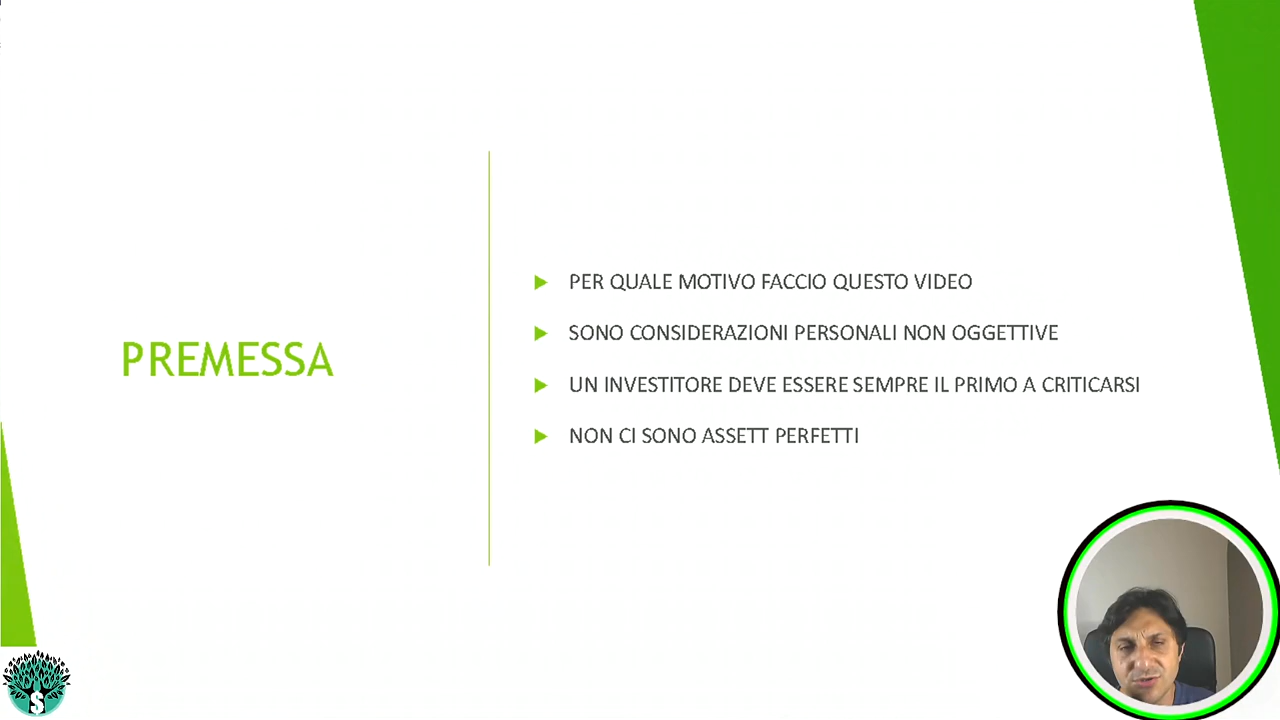 PREMESSA
PER QUALE MOTIVO FACCIO QUESTO VIDEO
SONO CONSIDERAZIONI PERSONALI NON OGGETTIVE
UN INVESTITORE DEVE ESSERE SEMPRE IL PRIMO A CRITICARSI
NON CI SONO ASSETT PERFETTI
$